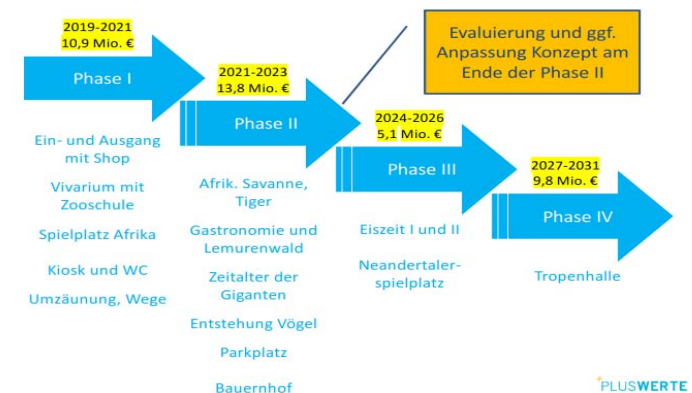 2019-2021
10,9 Mio. €
Phase I
Ein- und Ausgang
mit Shop
Vivarium mit
Zooschule
Spielplatz Afrika
Kiosk und WC
Umzäunung, Wege
2021-2023
13,8 Mio. €
Phase II
Afrik. Savanne,
Tiger
Gastronomie und
Lemurenwald
Zeitalter der
Giganten
Entstehung Vögel
Parkplatz
Bauernhof
Evaluierung und ggf.
Anpassung Konzept am
Ende der Phase II
2024-2026
5,1 Mio. €
Phase III
Eiszeit I und II
Neandertaler-
spielplatz
2027-2031
9,8 Mio. €
Phase IV
Tropenhalle
PLUSWERTE